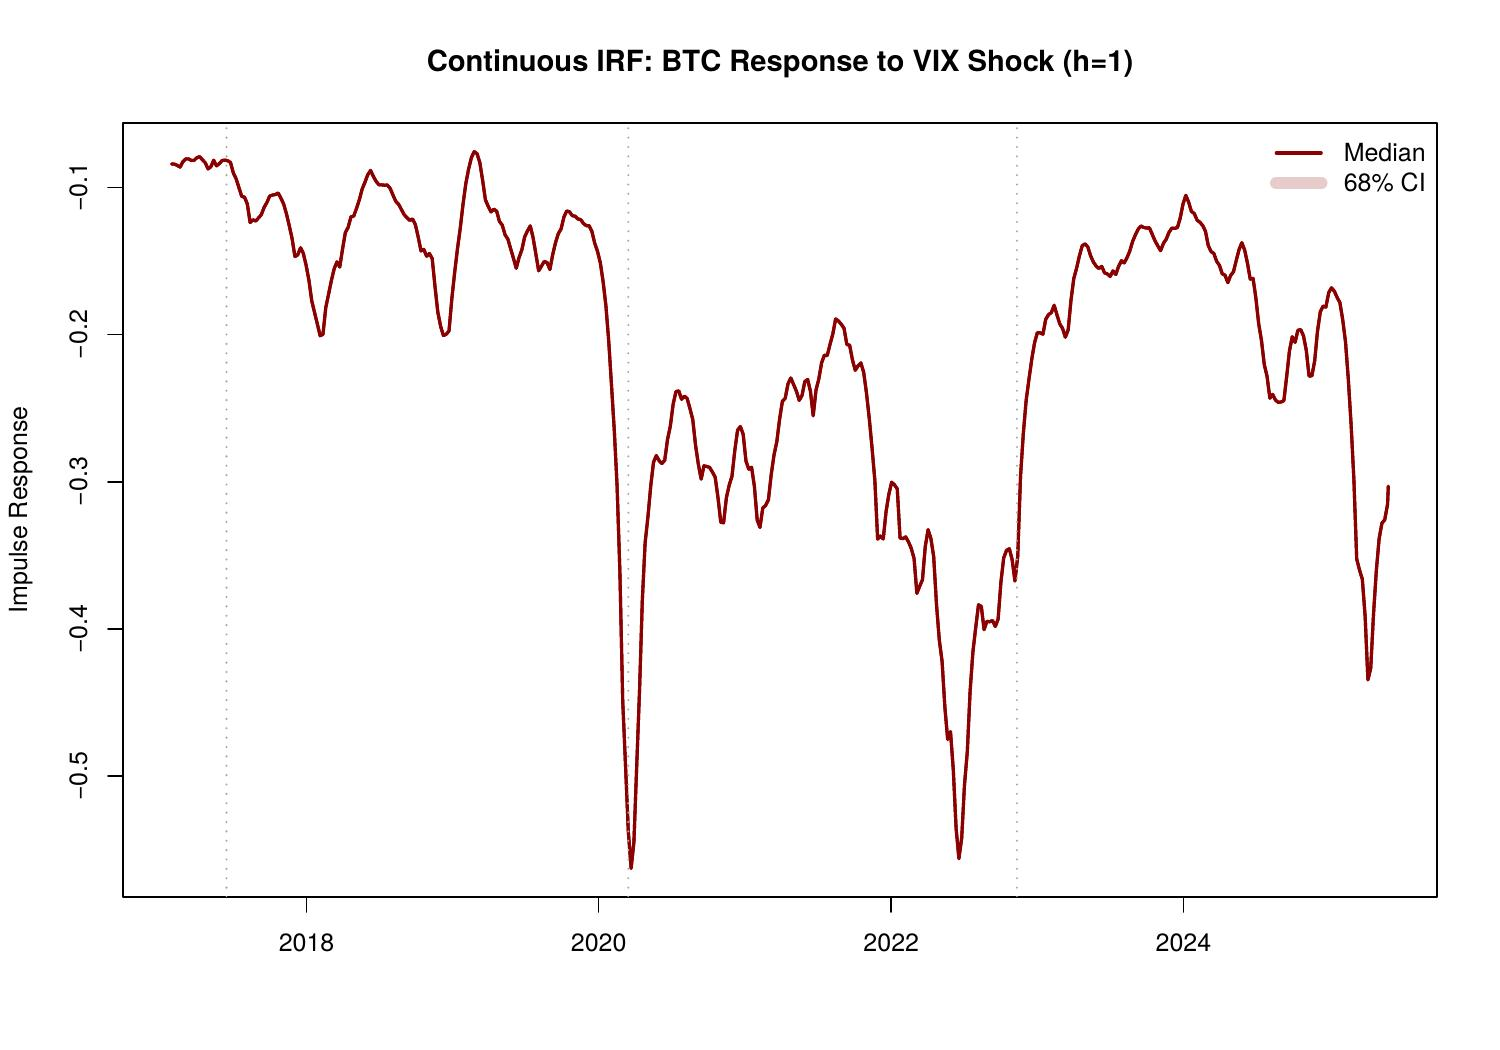 Continuous IRF: BTC Response to VIX Shock (h=1)
Median
68% CI
Impulse Response
−0.1
−0.2
−0.3
−0.4
−0.5
2018
2020
2022
2024